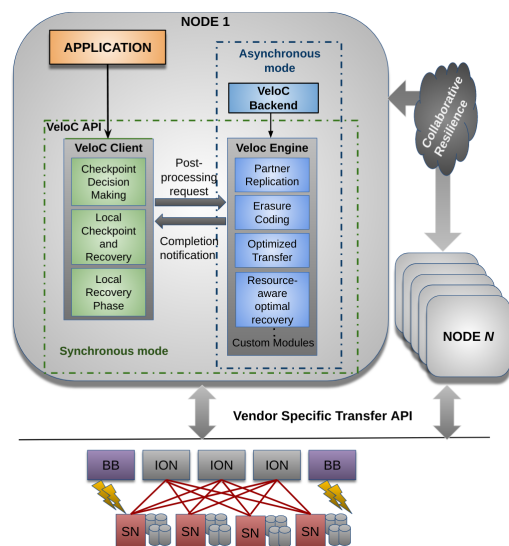 NODE 1
APPLICATION
Asynchronous
mode
VeloC
Backend
VeloC API
VeloC Client
Checkpoint
Decision
Making
Local
Checkpoint
and
Recovery
Local
Recovery
Phase
Post-
processing
request
Completion
notification
Veloc Engine
Partner
Replication
Erasure
Coding
Optimized
Transfer
Resource-
aware
optimal
recovery
Custom Modules
Synchronous mode
Collaborative
Resilience
NODE N
Vendor Specific Transfer API
BB
ION
ION
ION
BB
SN
SN
SN
SN